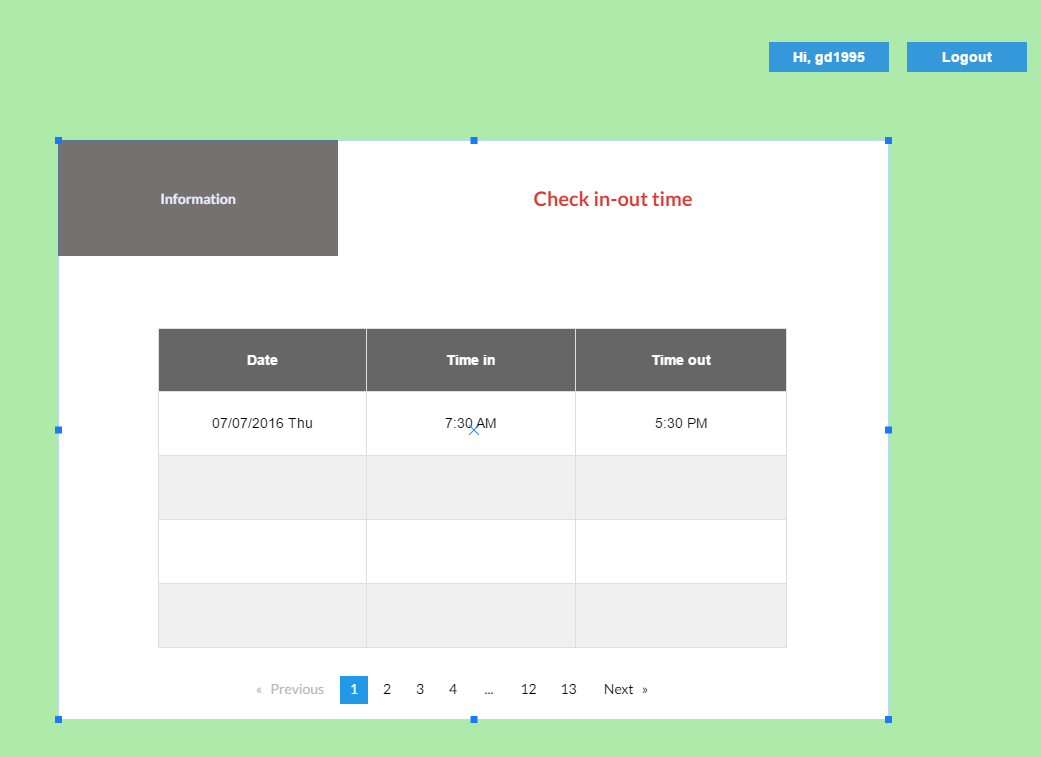 Hi, gd1995 Logout
Information Check in-out time
Date Time in Time out
07/07/2016 Thu 7:30 AM 5:30 PM
« Previous 1 2 3 4 ... 12 13 Next »